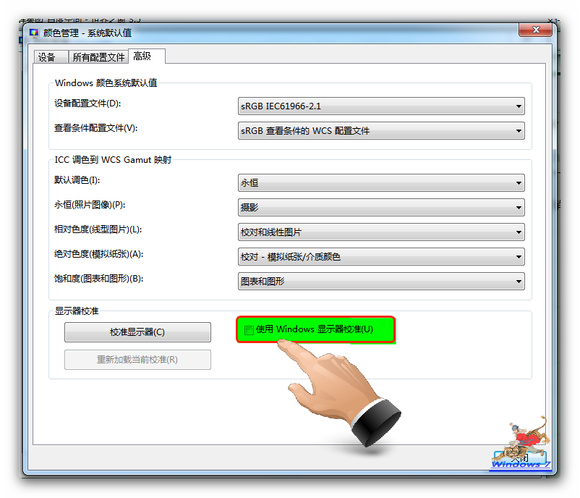 颜色管理 - 系统默认值
设备 所有配置文件 高级
Windows 颜色系统默认值
设备配置文件(D): sRGB IEC61966-2.1
查看条件配置文件(V): sRGB 查看条件的 WCS 配置文件
ICC 调色到 WCS Gamut 映射
默认调色(I): 永恒
永恒(照片图像)(P): 摄影
相对色度(线型图片)(L): 校对和线性图片
绝对色度(模拟纸张)(A): 校对 - 模拟纸张/介质颜色
饱和度(图表和图形)(B): 图表和图形
显示器校准
校准显示器(C) 使用 Windows 显示器校准(U)
重新加载当前校准(R)
Windows 7